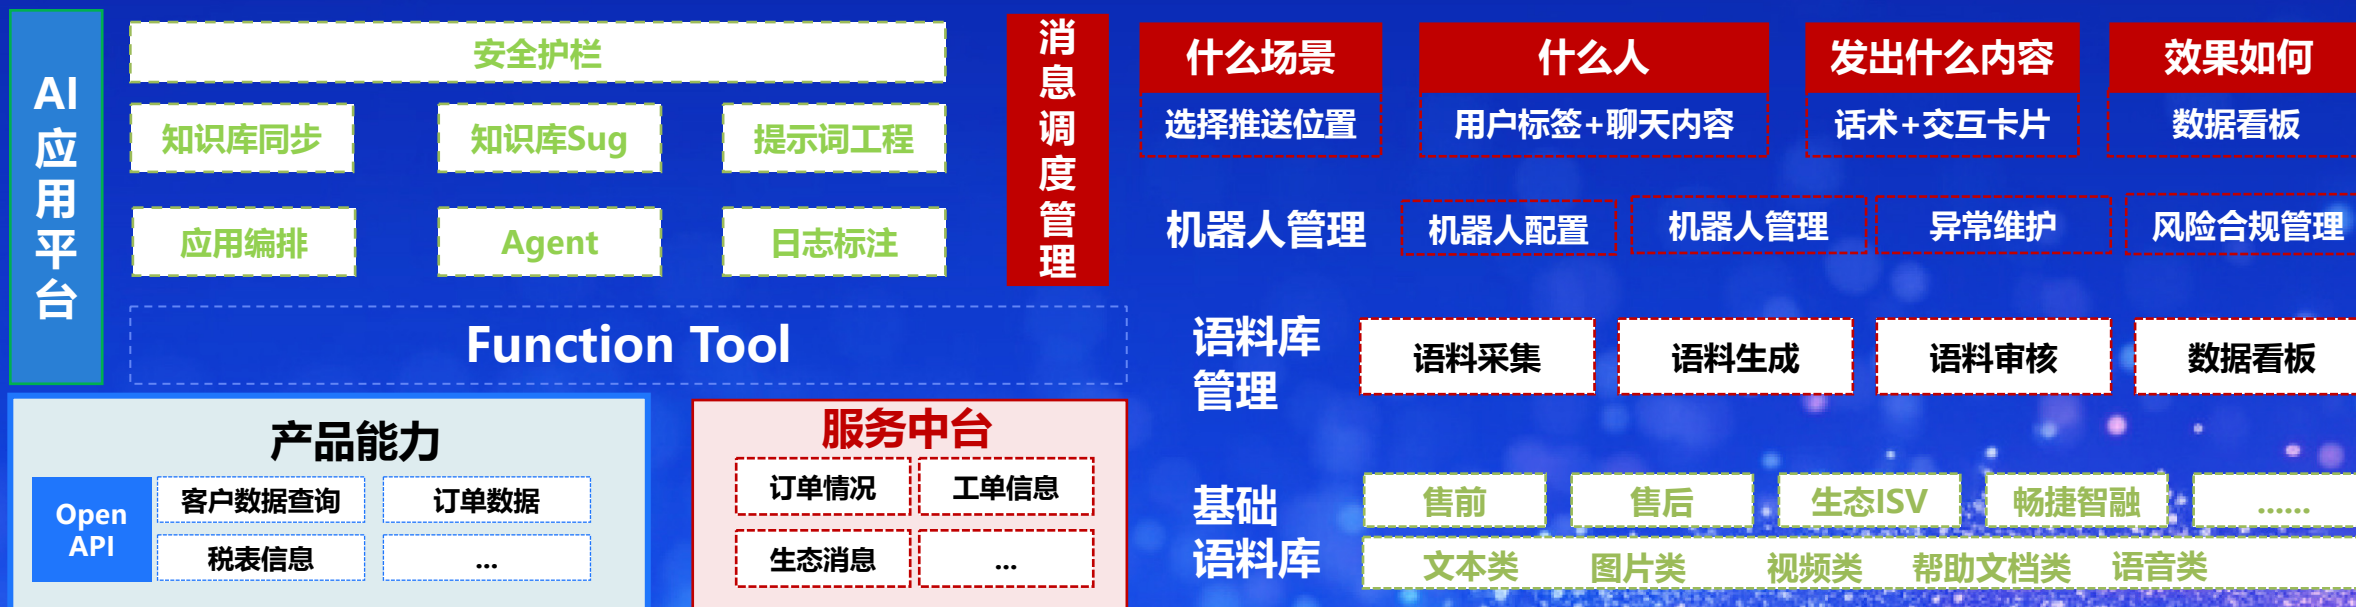 AI应用平台
安全护栏
知识库同步 知识库Sug 提示词工程
应用编排 Agent 日志标注
Function Tool
产品能力
Open API
客户数据查询 订单数据
税表信息 ...
服务中台
订单情况 工单信息
生态消息 ...
消息调度管理
什么场景 什么人 发出什么内容 效果如何
选择推送位置 用户标签+聊天内容 话术+交互卡片 数据看板
机器人管理 机器人配置 机器人管理 异常维护 风险合规管理
语料库
管理
语料采集 语料生成 语料审核 数据看板
基础
语料库
售前 售后 生态ISV 畅捷智融 ......
文本类 图片类 视频类 帮助文档类 语音类